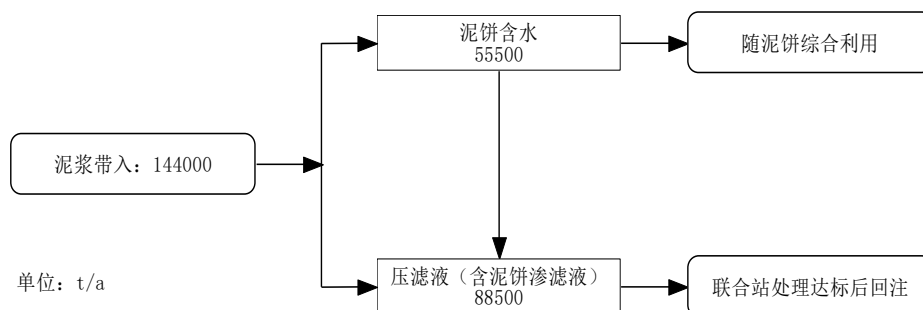 泥饼含水
55500
随泥饼综合利用
泥浆带入：144000
单位：t/a
压滤液（含泥饼渗滤液）
88500
联合站处理达标后回注